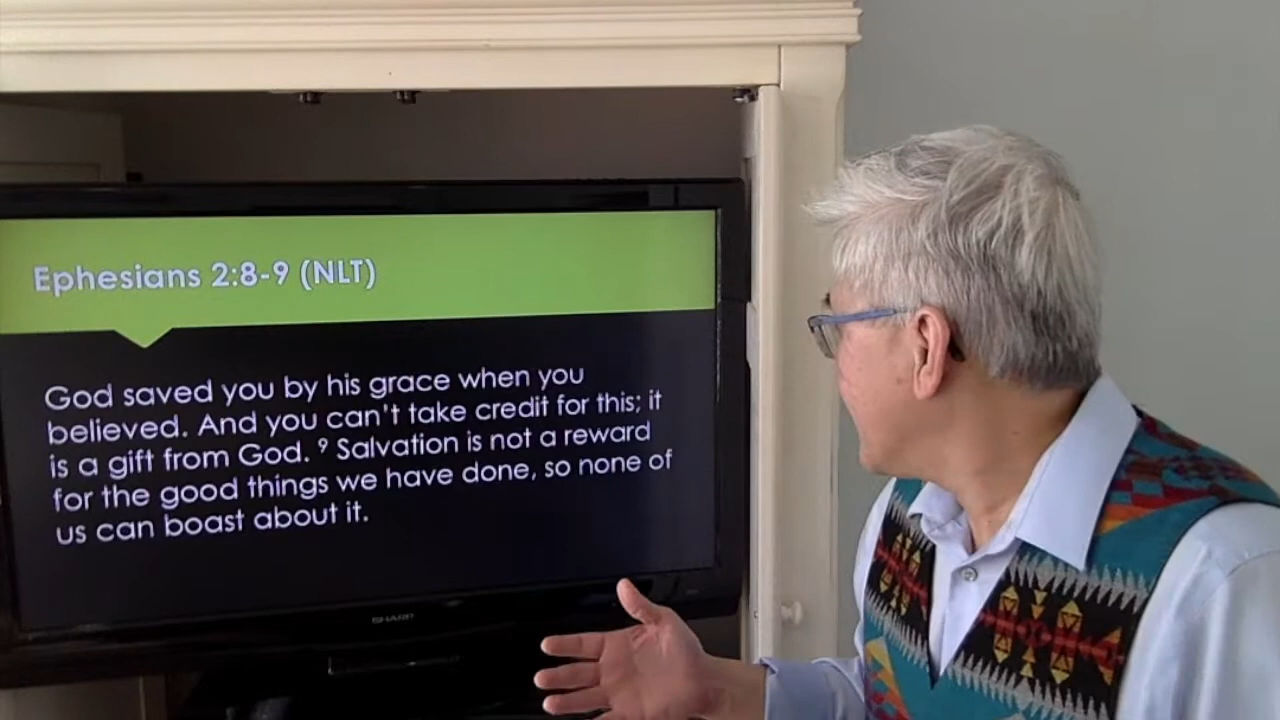 Ephesians 2:8-9 (NLT)
God saved you by his grace when you
believed. And you can't take credit for this; it
is a gift from God. ⁹ Salvation is not a reward
for the good things we have done, so none of
us can boast about it.
SHARP